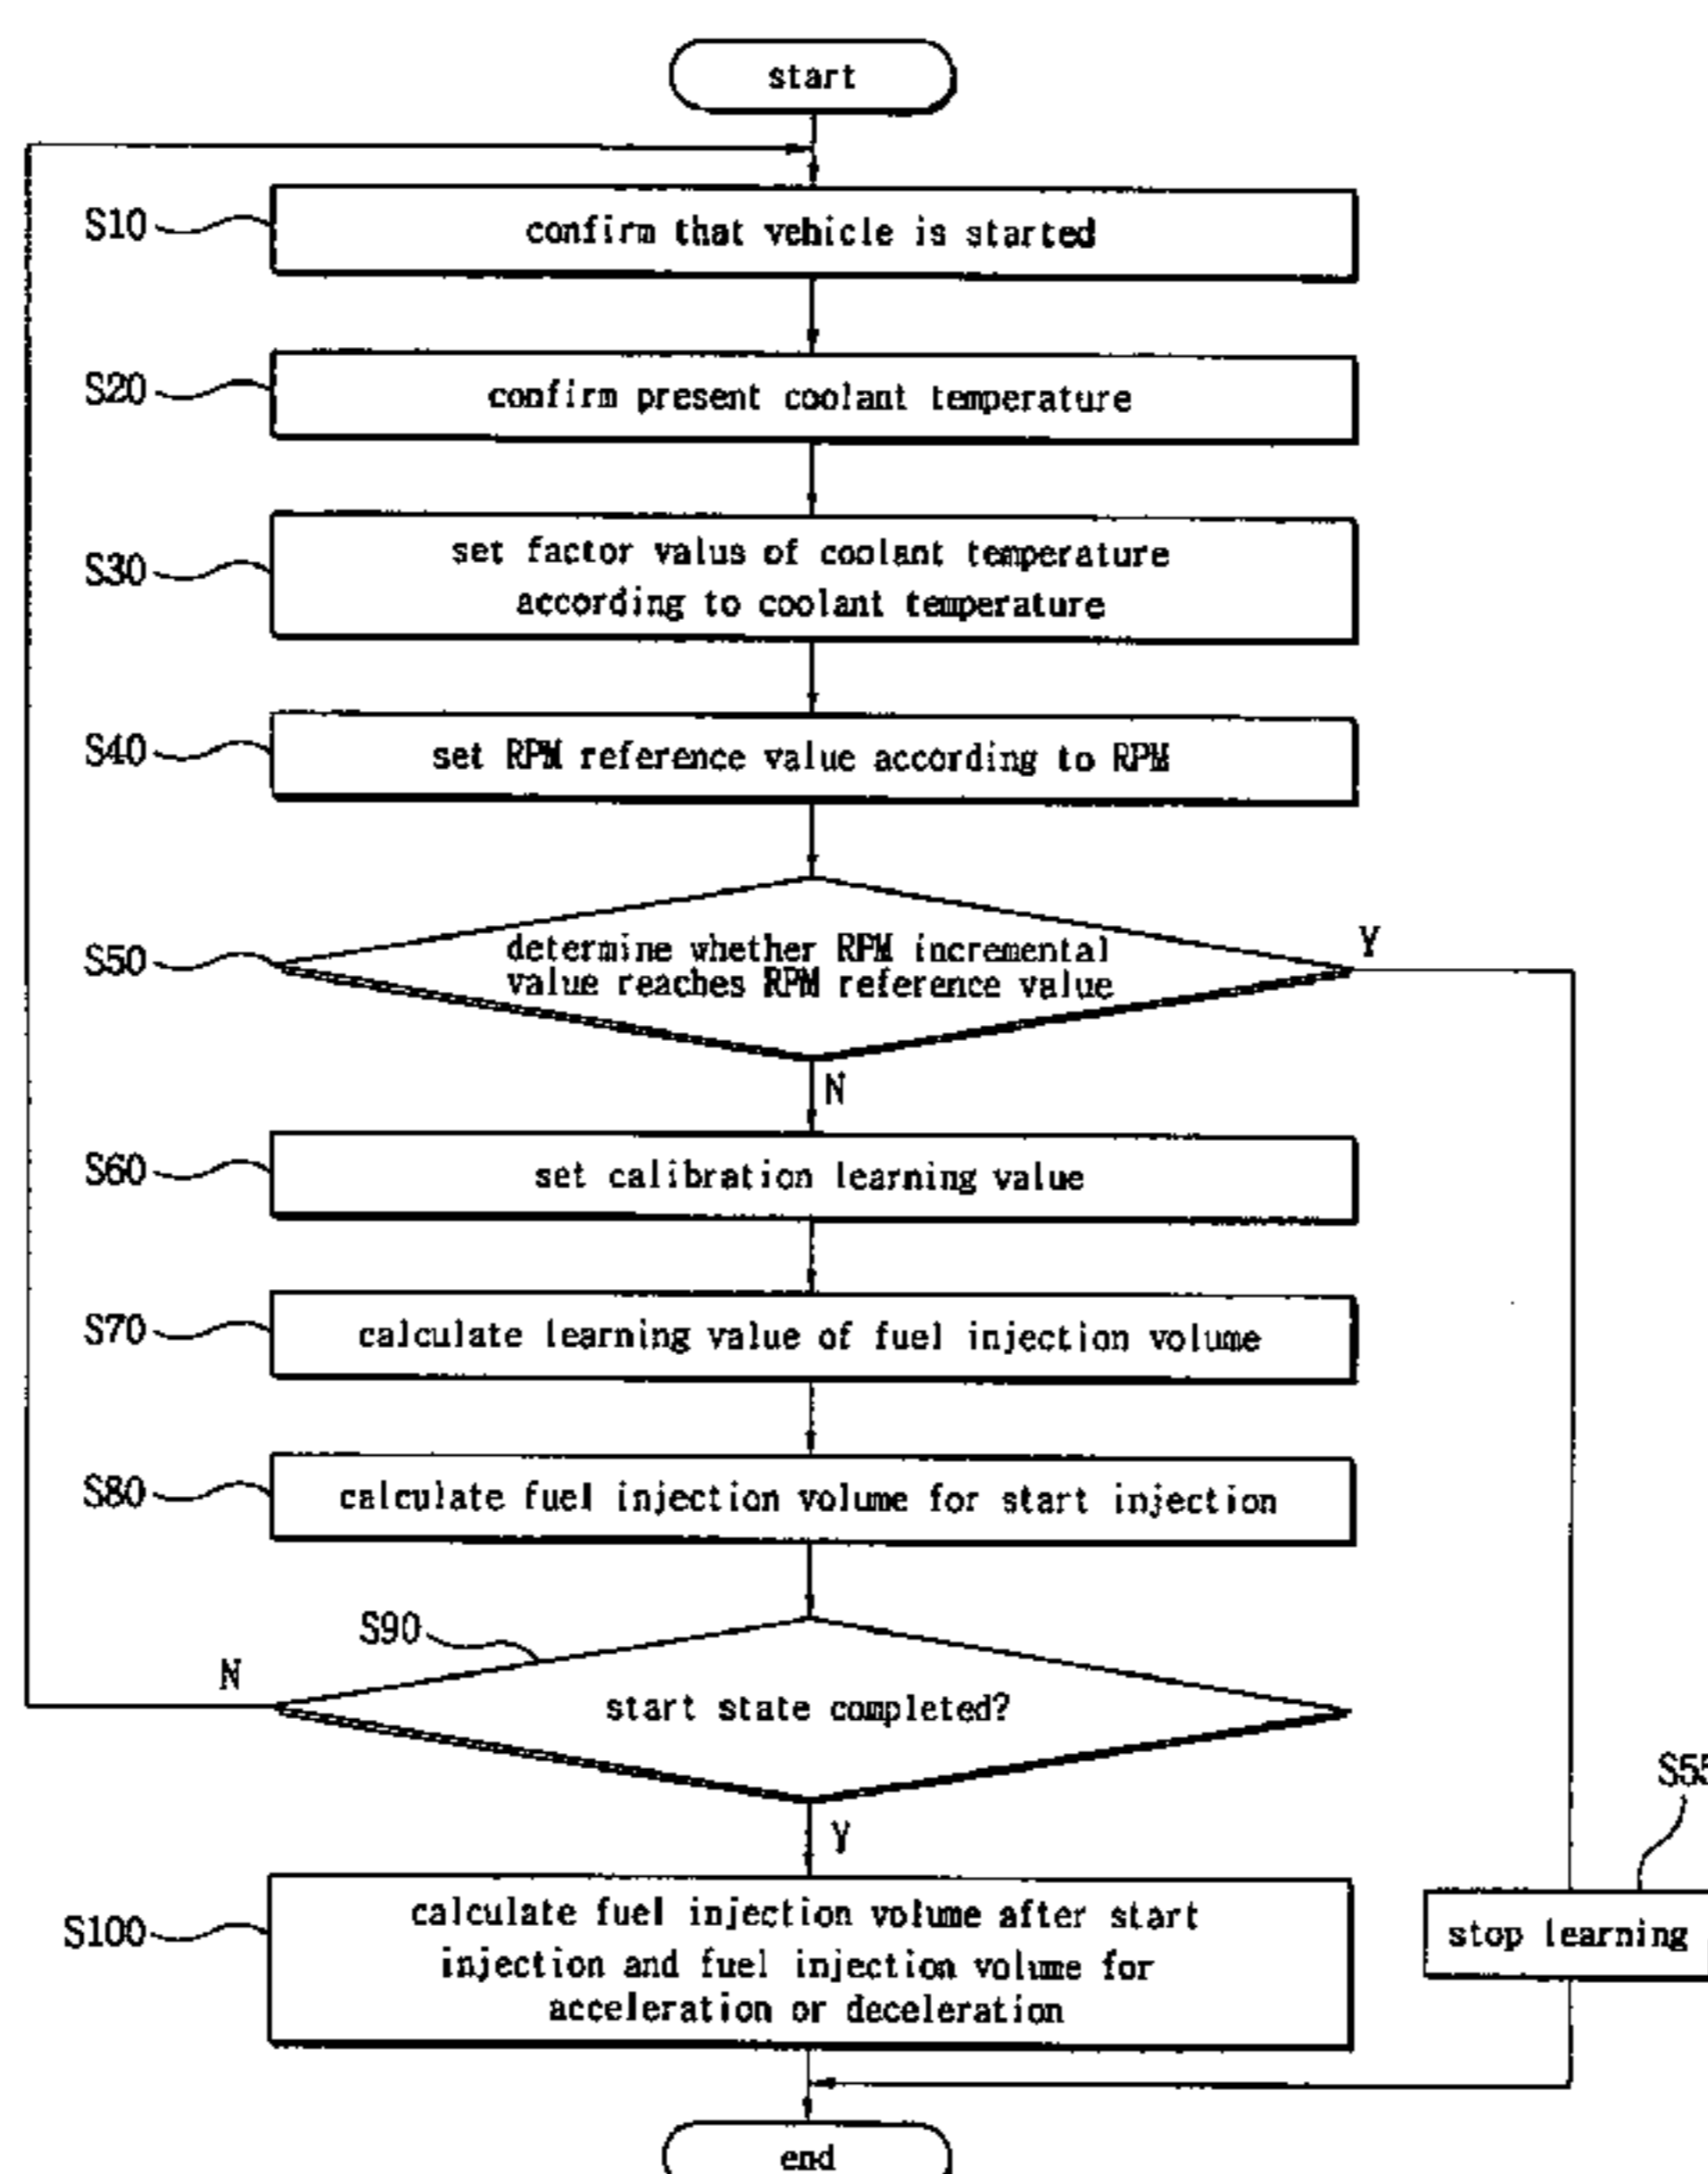 start
S10
confirm that vehicle is started
S20
confirm present coolant temperature
S30
set factor valus of coolant temperature
according to coolant temperature
S40
set RPM reference value according to RPM
S50
determine whether RPM incremental
value reaches RPM reference value
Y
N
S60
set calibration learning value
S70
calculate learning value of fuel injection volume
S80
calculate fuel injection volume for start injection
S90
N
start state completed?
Y
S55
S100
calculate fuel injection volume after start
injection and fuel injection volume for
acceleration or deceleration
stop learning
end